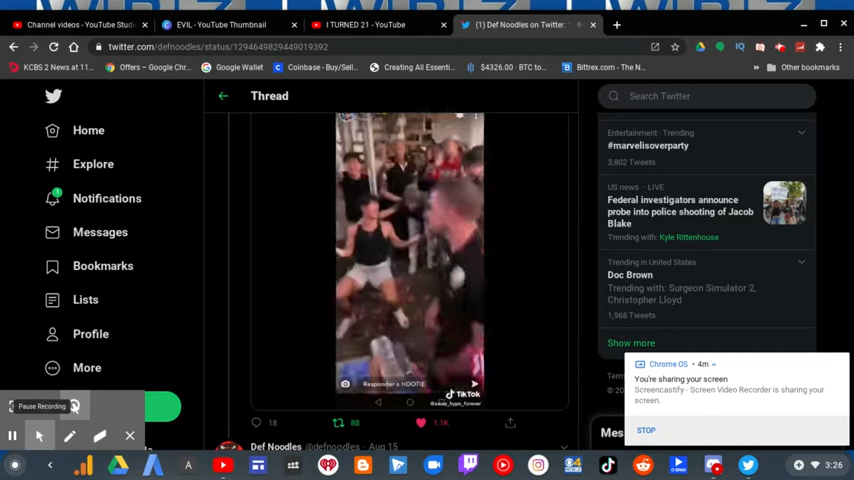 Channel videos - YouTube Studi
EVIL - YouTube Thumbnail
I TURNED 21 - YouTube
(1) Def Noodles on Twitter: "
twitter.com/defnoodles/status/1294649829449019392
KCBS 2 News at 11...
Offers – Google Chr...
Google Wallet
Coinbase - Buy/Sell...
Creating All Essenti...
$4326.00 - BTC to...
Bittrex.com - The N...
Other bookmarks
Thread
Search Twitter
Home
Explore
1
Notifications
Messages
Bookmarks
Lists
Profile
More
Responder a HOOTIE
TikTok
18
88
1.1K
Def Noodles @defnoodles · Aug 15
Entertainment · Trending
#marvelisoverparty
3,802 Tweets
US news · LIVE
Federal investigators announce
probe into police shooting of Jacob
Blake
Trending with: Kyle Rittenhouse
Trending in United States
Doc Brown
Trending with: Surgeon Simulator 2,
Christopher Lloyd
1,968 Tweets
Show more
Chrome OS · 4m
You're sharing your screen
Screencastify - Screen Video Recorder is sharing your
screen.
STOP
Pause Recording
3:26